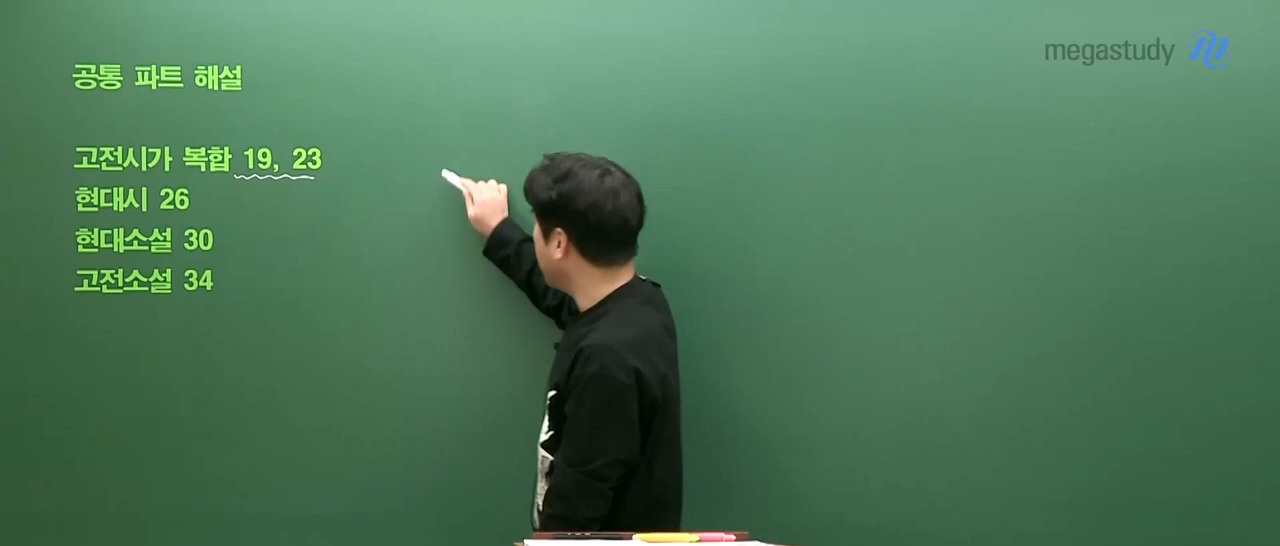 megastudy
공통 파트 해설
고전시가 복합 19, 23
현대시 26
현대소설 30
고전소설 34